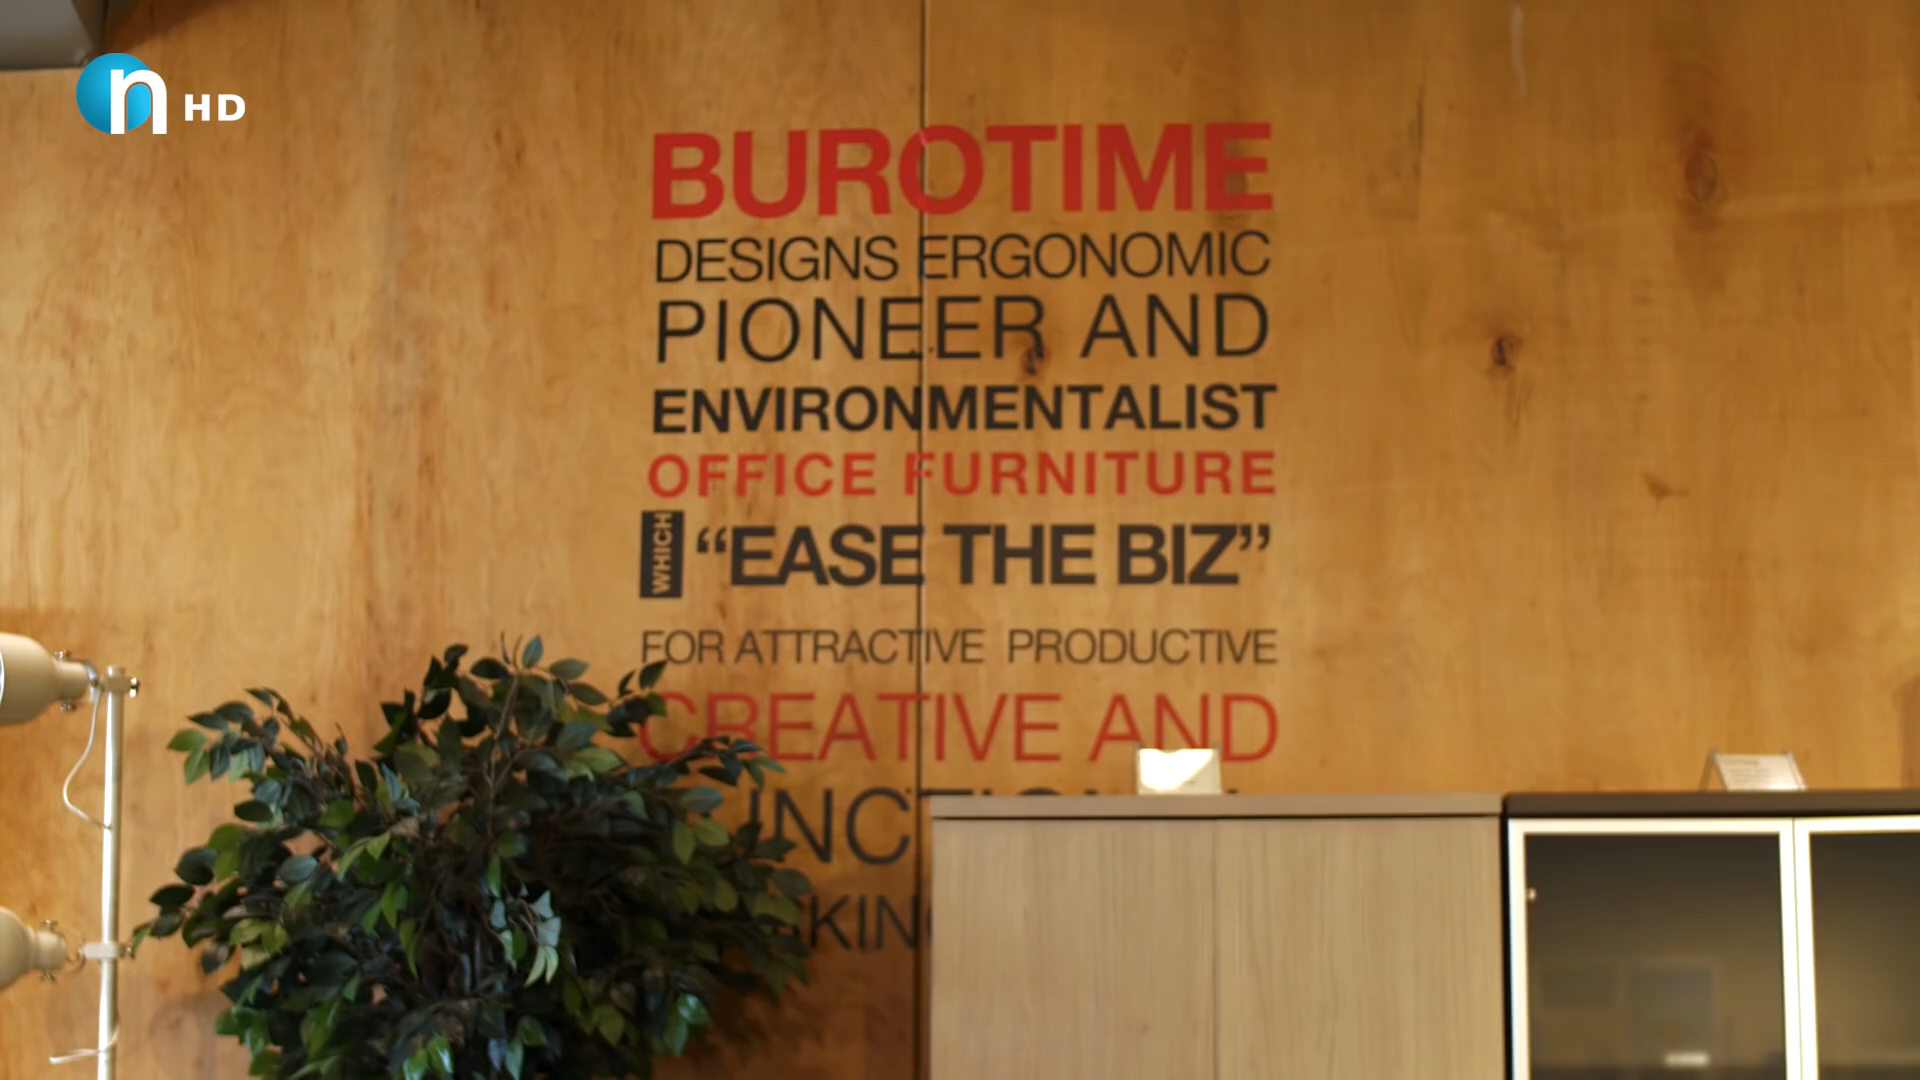 n HD
BUROTIME
DESIGNS ERGONOMIC
PIONEER AND
ENVIRONMENTALIST
OFFICE FURNITURE
WHICH "EASE THE BIZ"
FOR ATTRACTIVE PRODUCTIVE
CREATIVE AND